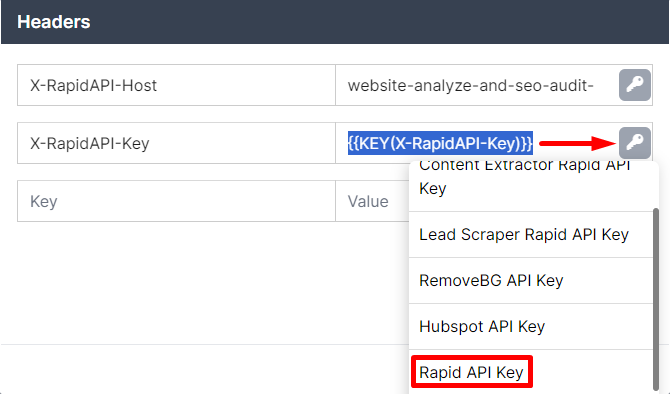 Headers
X-RapidAPI-Host
website-analyze-and-seo-audit-
X-RapidAPI-Key
{{KEY(X-RapidAPI-Key)}}
Key
Value
Content Extractor Rapid API
Key
Lead Scraper Rapid API Key
RemoveBG API Key
Hubspot API Key
Rapid API Key